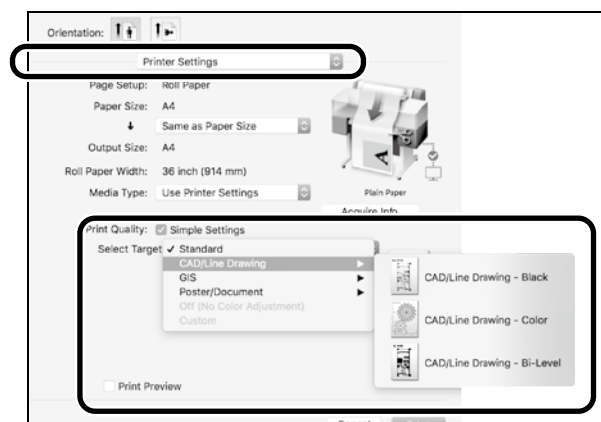 Orientation:
Printer Settings
Page Setup: Roll Paper
Paper Size: A4
Same as Paper Size
Output Size: A4
Roll Paper Width: 36 inch (914 mm)
Media Type: Use Printer Settings
Plain Paper
Acquire Info
Print Quality: Simple Settings
Select Target ✓ Standard
CAD/Line Drawing
GIS
Poster/Document
Off (No Color Adjustment)
Custom
CAD/Line Drawing - Black
CAD/Line Drawing - Color
CAD/Line Drawing - Bi-Level
Print Preview